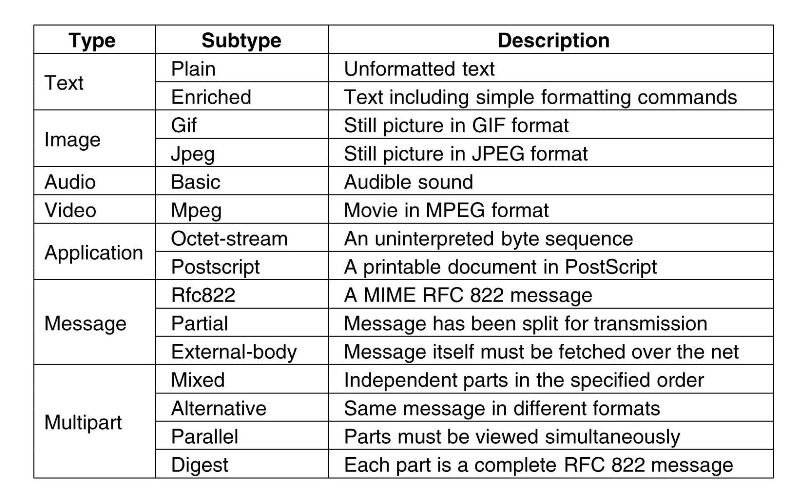 Type Subtype Description
Text Plain Unformatted text
Enriched Text including simple formatting commands
Image Gif Still picture in GIF format
Jpeg Still picture in JPEG format
Audio Basic Audible sound
Video Mpeg Movie in MPEG format
Application Octet-stream An uninterpreted byte sequence
Postscript A printable document in PostScript
Message Rfc822 A MIME RFC 822 message
Partial Message has been split for transmission
External-body Message itself must be fetched over the net
Multipart Mixed Independent parts in the specified order
Alternative Same message in different formats
Parallel Parts must be viewed simultaneously
Digest Each part is a complete RFC 822 message